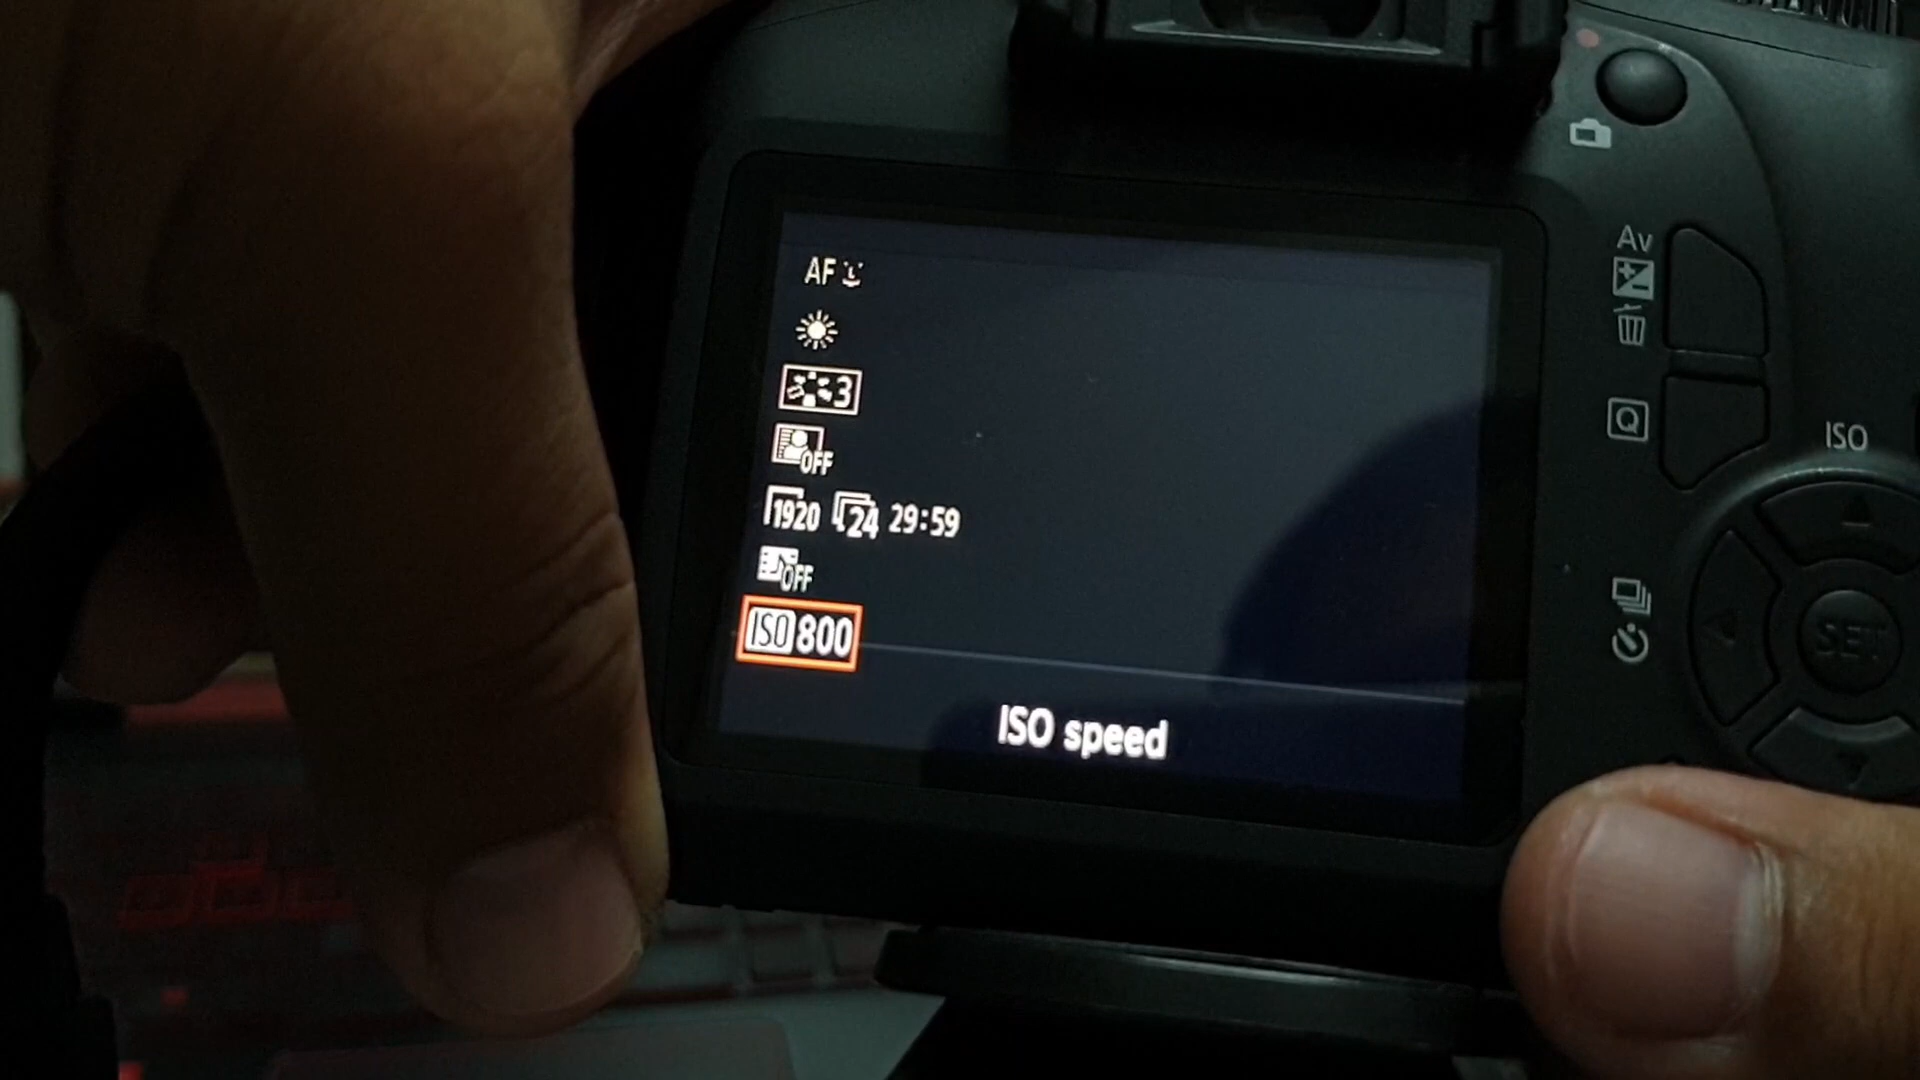 AF
3
OFF
1920 24 29:59
OFF
ISO 800
ISO speed
Av
Q
ISO
SET